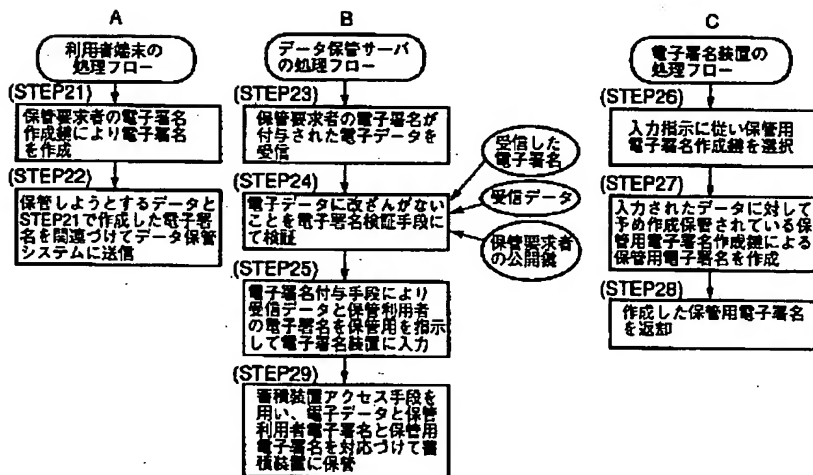 A
利用者端末の
処理フロー
(STEP21)
保管要求者の電子署名
作成鍵により電子署名
を作成
(STEP22)
保管しようとするデータと
STEP21で作成した電子署
名を関連づけてデータ保管
システムに送信
B
データ保管サーバ
の処理フロー
(STEP23)
保管要求者の電子署名が
付与された電子データを
受信
(STEP24)
電子データに改ざんがない
ことを電子署名検証手段に
て検証
受信した
電子署名
受信データ
保管要求者
の公開鍵
(STEP25)
電子署名付与手段により
受信データと保管利用者
の電子署名を保管用を指示
して電子署名装置に入力
(STEP29)
蓄積装置アクセス手段を
用い、電子データと保管
利用者電子署名と保管用
電子署名を対応づけて蓄
積装置に保管
C
電子署名装置の
処理フロー
(STEP26)
入力指示に従い保管用
電子署名作成鍵を選択
(STEP27)
入力されたデータに対して
予め作成保管されている保
管用電子署名作成鍵による
保管用電子署名を作成
(STEP28)
作成した保管用電子署名
を返却